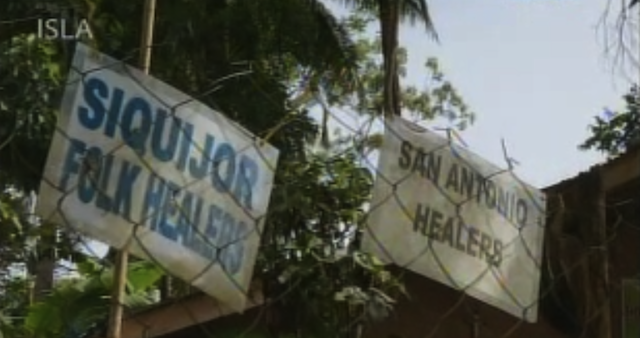 ISLA
SIQUIJOR
FOLK HEALERS
SAN ANTONIO
HEALERS